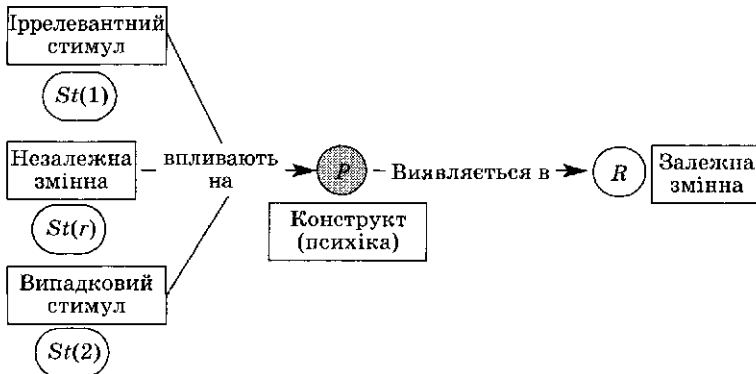 Іррелевантний
стимул
St(1)
Незалежна
змінна
St(r)
Випадковий
стимул
St(2)
впливають
на
P
Конструкт
(психіка)
Виявляється в
R
Залежна
змінна